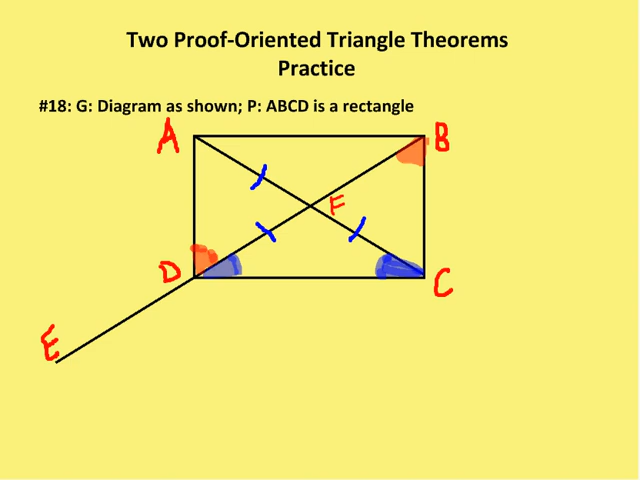 Two Proof-Oriented Triangle Theorems
Practice
#18: G: Diagram as shown; P: ABCD is a rectangle
A
B
F
D
C
E